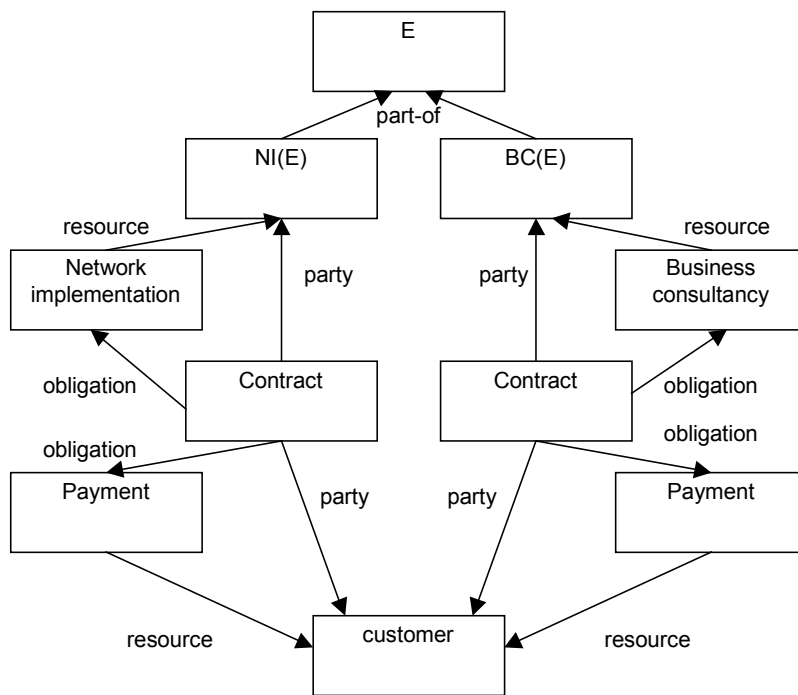 E
part-of
NI(E)
BC(E)
resource
resource
Network
implementation
party
party
Business
consultancy
obligation
Contract
Contract
obligation
obligation
obligation
Payment
party
party
Payment
resource
customer
resource